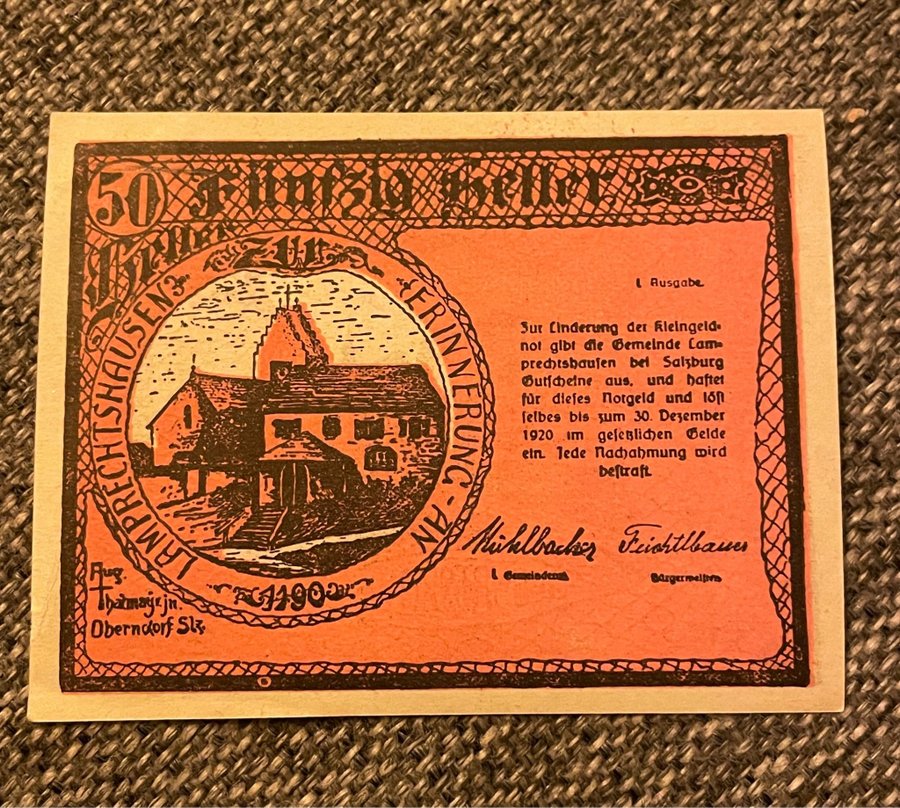 50 Fünfzig Heller
Heller
ZUR
ERINNERUNG - AN
LAMPRECHTSHAUSEN
1190
I. Ausgabe.
Zur Linderung der Kleingeld-
not gibt die Gemeinde Lam-
prechtshausen bei Salzburg
Gutscheine aus, und haftet
für dieses Notgeld und löst
selbes bis zum 30. Dezember
1920 im gesetzlichen Gelde
ein. Jede Nachahmung wird
bestraft.
Mühlbacher Feichtlbauer
I. Gemeinderat Bürgermeister
Aug.
Thalmayr jn.
Oberndorf Slz.